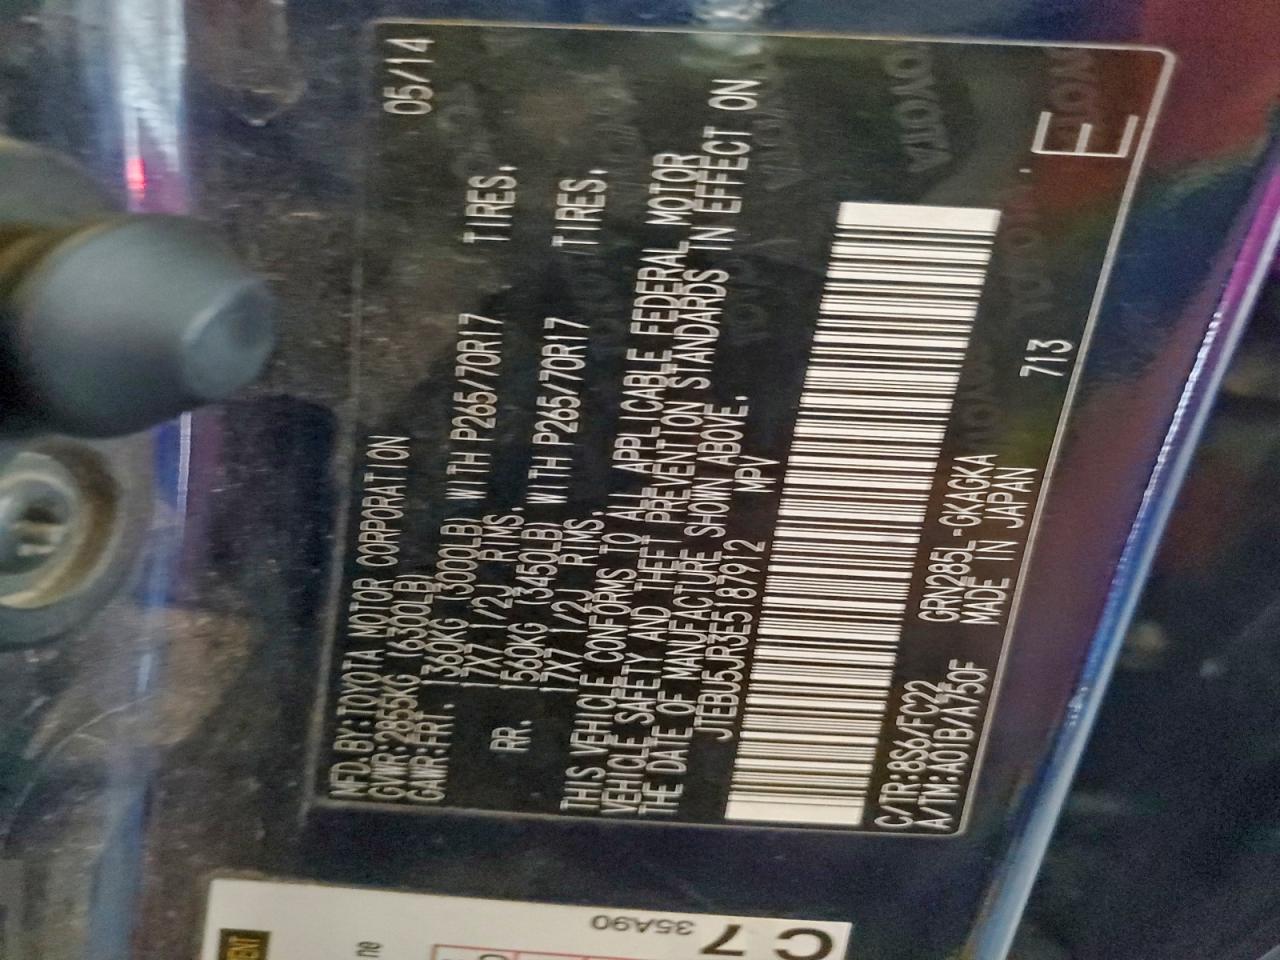 MFD. BY: TOYOTA MOTOR CORPORATION 05/14
GVWR: 2855KG (6300LB)
GAWR: FRT. 1360KG (3000LB) WITH P265/70R17 TIRES,
17X7 1/2J RIMS,
RR. 1560KG (3450LB) WITH P265/70R17 TIRES,
17X7 1/2J RIMS,
THIS VEHICLE CONFORMS TO ALL APPLICABLE FEDERAL MOTOR
VEHICLE SAFETY AND THEFT PREVENTION STANDARDS IN EFFECT ON
THE DATE OF MANUFACTURE SHOWN ABOVE.
JTEBU5JR3E5187912 MPV
C/TR: 8S6/FC22 GRN285L-GKAGKA
A/TM: A01B/A750F MADE IN JAPAN 713
E
TOYOTA
C 7
35A90
ne